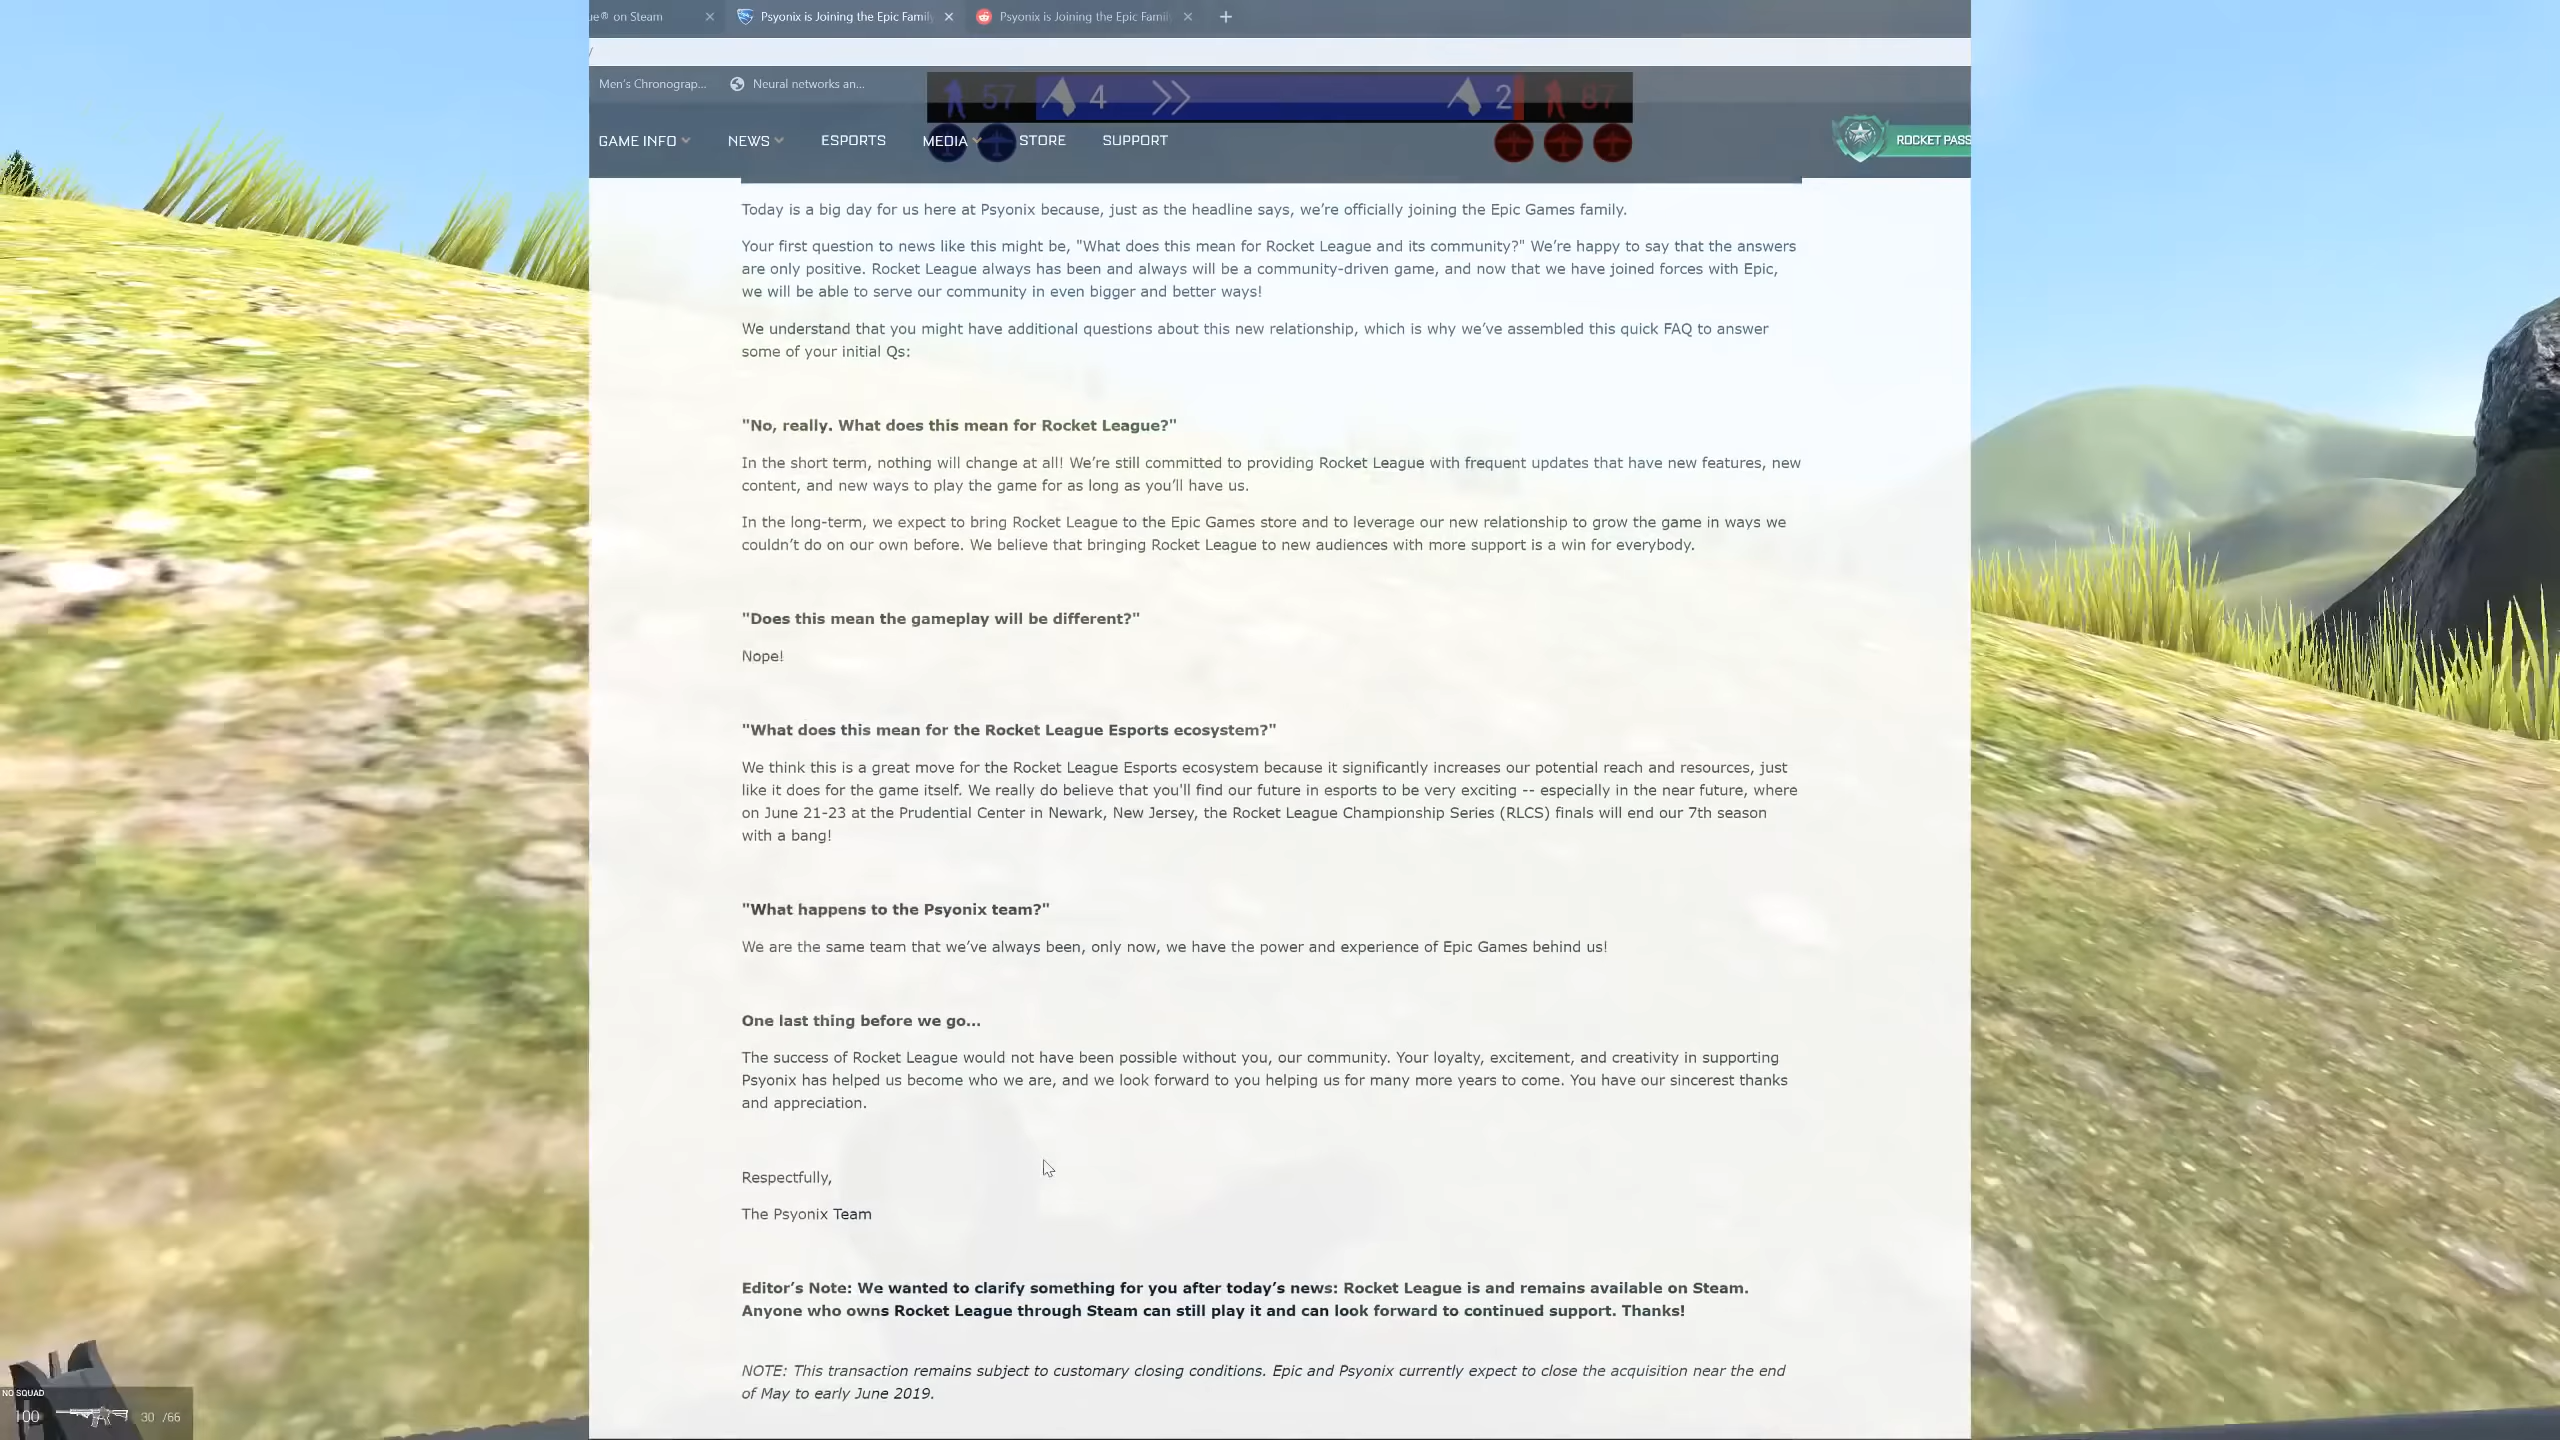 ue® on Steam
Psyonix is Joining the Epic Family
Psyonix is Joining the Epic Famil
/
Men's Chronograp...
Neural networks an...
57
4
2
87
GAME INFO
NEWS
ESPORTS
MEDIA
STORE
SUPPORT
ROCKET PASS
Today is a big day for us here at Psyonix because, just as the headline says, we're officially joining the Epic Games family.
Your first question to news like this might be, "What does this mean for Rocket League and its community?" We're happy to say that the answers
are only positive. Rocket League always has been and always will be a community-driven game, and now that we have joined forces with Epic,
we will be able to serve our community in even bigger and better ways!
We understand that you might have additional questions about this new relationship, which is why we've assembled this quick FAQ to answer
some of your initial Qs:
"No, really. What does this mean for Rocket League?"
In the short term, nothing will change at all! We're still committed to providing Rocket League with frequent updates that have new features, new
content, and new ways to play the game for as long as you'll have us.
In the long-term, we expect to bring Rocket League to the Epic Games store and to leverage our new relationship to grow the game in ways we
couldn't do on our own before. We believe that bringing Rocket League to new audiences with more support is a win for everybody.
"Does this mean the gameplay will be different?"
Nope!
"What does this mean for the Rocket League Esports ecosystem?"
We think this is a great move for the Rocket League Esports ecosystem because it significantly increases our potential reach and resources, just
like it does for the game itself. We really do believe that you'll find our future in esports to be very exciting -- especially in the near future, where
on June 21-23 at the Prudential Center in Newark, New Jersey, the Rocket League Championship Series (RLCS) finals will end our 7th season
with a bang!
"What happens to the Psyonix team?"
We are the same team that we've always been, only now, we have the power and experience of Epic Games behind us!
One last thing before we go...
The success of Rocket League would not have been possible without you, our community. Your loyalty, excitement, and creativity in supporting
Psyonix has helped us become who we are, and we look forward to you helping us for many more years to come. You have our sincerest thanks
and appreciation.
Respectfully,
The Psyonix Team
Editor's Note: We wanted to clarify something for you after today's news: Rocket League is and remains available on Steam.
Anyone who owns Rocket League through Steam can still play it and can look forward to continued support. Thanks!
NOTE: This transaction remains subject to customary closing conditions. Epic and Psyonix currently expect to close the acquisition near the end
of May to early June 2019.
NO SQUAD
100
30 /66